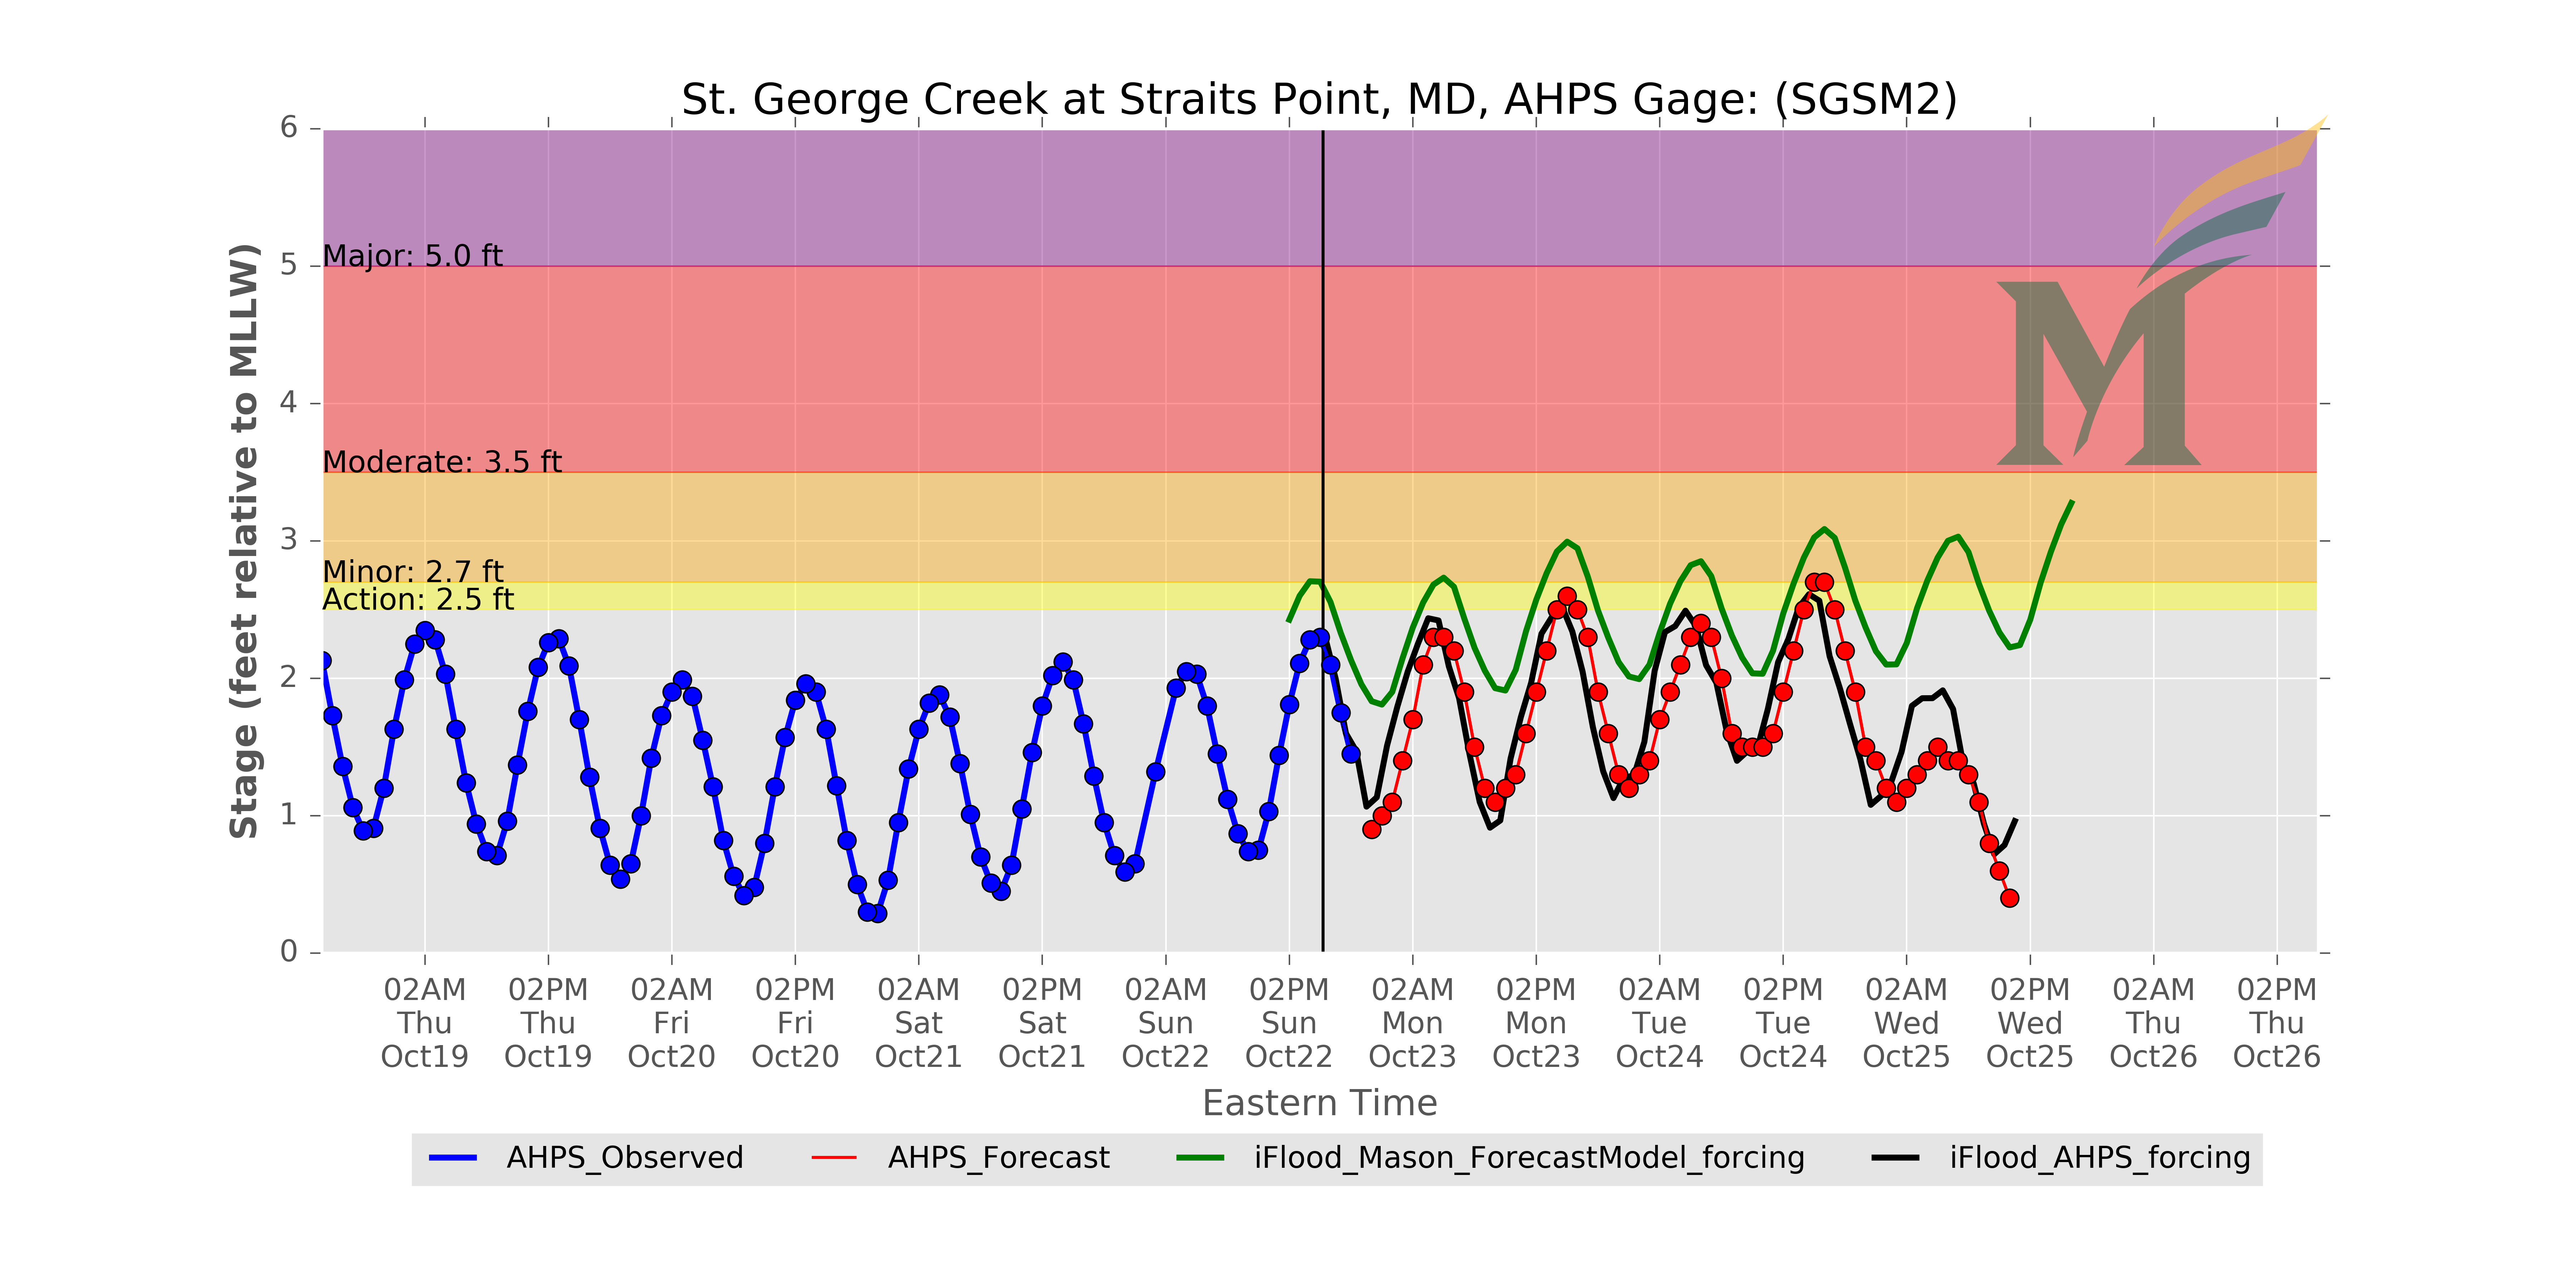 St. George Creek at Straits Point, MD, AHPS Gage: (SGSM2)
Stage (feet relative to MLLW)
6
5
4
3
2
1
0
Major: 5.0 ft
Moderate: 3.5 ft
Minor: 2.7 ft
Action: 2.5 ft
M
02AM 02PM 02AM 02PM 02AM 02PM 02AM 02PM 02AM 02PM 02AM 02PM 02AM 02PM 02AM 02PM
Thu Thu Fri Fri Sat Sat Sun Sun Mon Mon Tue Tue Wed Wed Thu Thu
Oct19 Oct19 Oct20 Oct20 Oct21 Oct21 Oct22 Oct22 Oct23 Oct23 Oct24 Oct24 Oct25 Oct25 Oct26 Oct26
Eastern Time
AHPS_Observed AHPS_Forecast iFlood_Mason_ForecastModel_forcing iFlood_AHPS_forcing